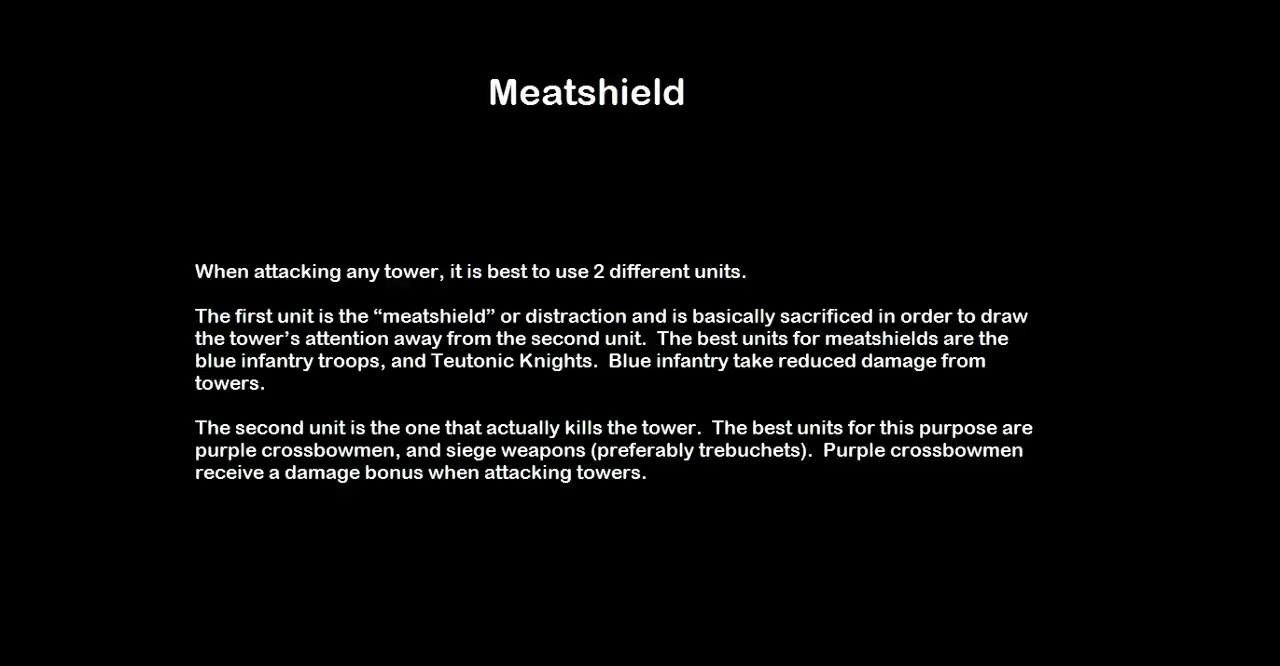 Meatshield
When attacking any tower, it is best to use 2 different units.
The first unit is the “meatshield” or distraction and is basically sacrificed in order to draw
the tower’s attention away from the second unit.  The best units for meatshields are the
blue infantry troops, and Teutonic Knights.  Blue infantry take reduced damage from
towers.
The second unit is the one that actually kills the tower.  The best units for this purpose are
purple crossbowmen, and siege weapons (preferably trebuchets).  Purple crossbowmen
receive a damage bonus when attacking towers.